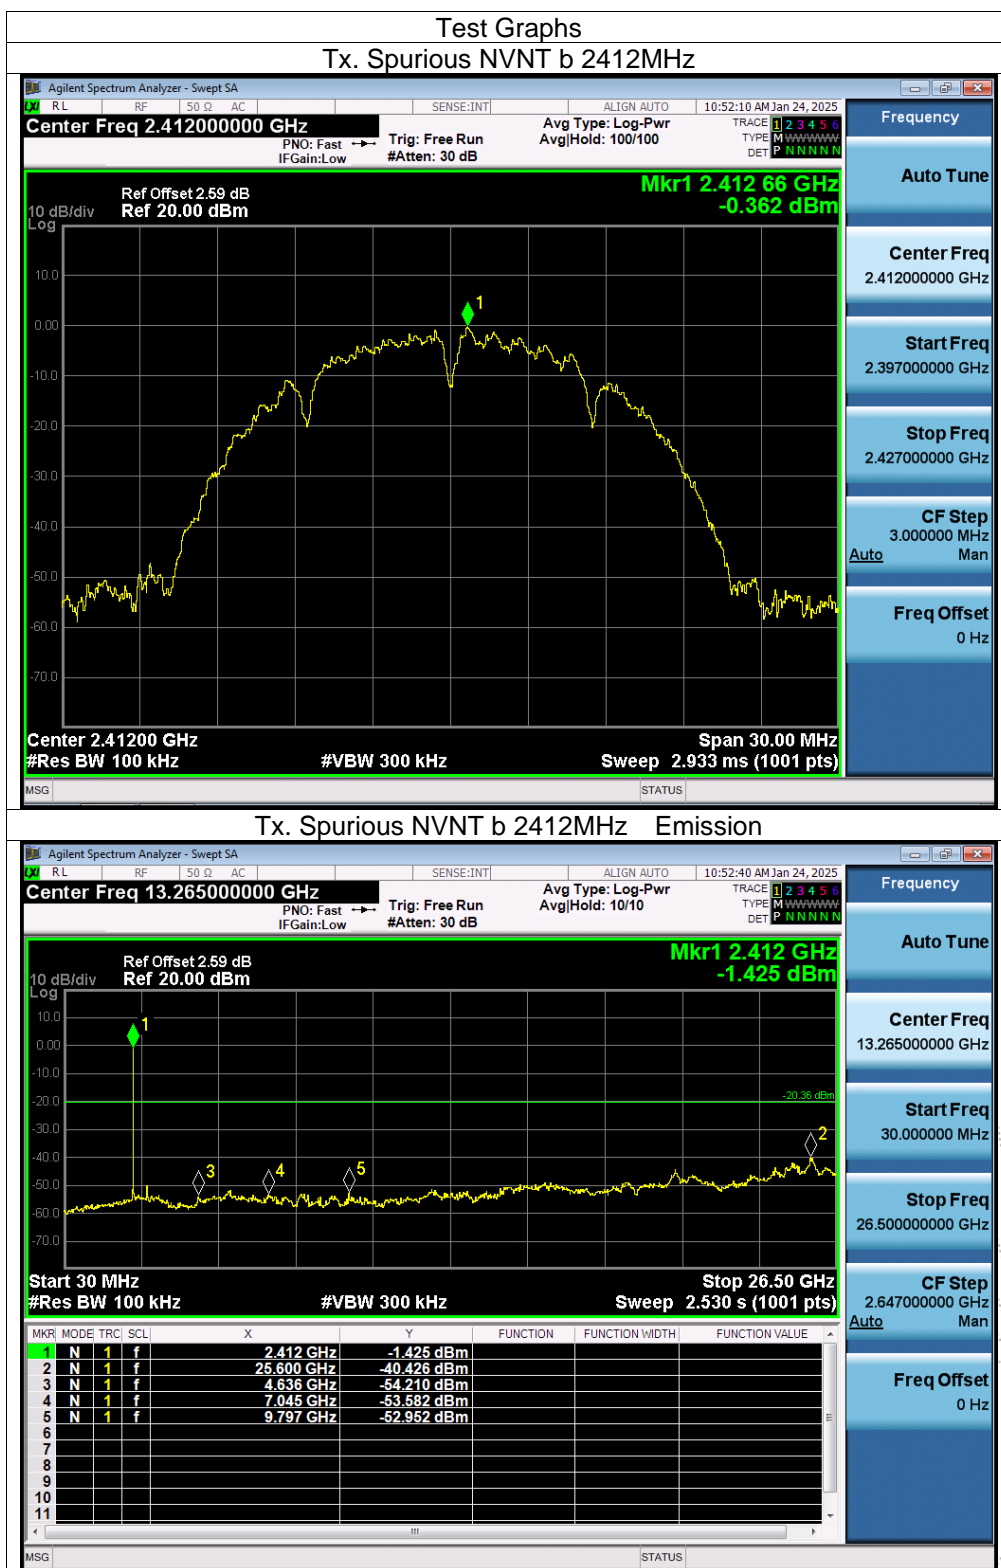 Test Graphs
Tx. Spurious NVNT b 2412MHz
Agilent Spectrum Analyzer - Swept SA
LXI RL RF 50 Ω AC SENSE:INT ALIGN AUTO 10:52:10 AM Jan 24, 2025
Center Freq 2.412000000 GHz Avg Type: Log-Pwr TRACE 1 2 3 4 5 6
PNO: Fast Trig: Free Run Avg|Hold: 100/100 TYPE M WWWWW
IFGain:Low #Atten: 30 dB DET P N N N N N
Frequency
Auto Tune
Center Freq
2.412000000 GHz
Start Freq
2.397000000 GHz
Stop Freq
2.427000000 GHz
CF Step
3.000000 MHz
Auto Man
Freq Offset
0 Hz
Mkr1 2.412 66 GHz
-0.362 dBm
Ref Offset 2.59 dB
10 dB/div Ref 20.00 dBm
Log
10.0
0.00
-10.0
-20.0
-30.0
-40.0
-50.0
-60.0
-70.0
1
Center 2.41200 GHz Span 30.00 MHz
#Res BW 100 kHz #VBW 300 kHz Sweep 2.933 ms (1001 pts)
MSG STATUS
Tx. Spurious NVNT b 2412MHz Emission
Agilent Spectrum Analyzer - Swept SA
LXI RL RF 50 Ω AC SENSE:INT ALIGN AUTO 10:52:40 AM Jan 24, 2025
Center Freq 13.265000000 GHz Avg Type: Log-Pwr TRACE 1 2 3 4 5 6
PNO: Fast Trig: Free Run Avg|Hold: 10/10 TYPE M WWWWW
IFGain:Low #Atten: 30 dB DET P N N N N N
Frequency
Auto Tune
Center Freq
13.265000000 GHz
Start Freq
30.000000 MHz
Stop Freq
26.500000000 GHz
CF Step
2.647000000 GHz
Auto Man
Freq Offset
0 Hz
Mkr1 2.412 GHz
-1.425 dBm
Ref Offset 2.59 dB
10 dB/div Ref 20.00 dBm
Log
10.0
0.00
-10.0
-20.0
-30.0
-40.0
-50.0
-60.0
-70.0
-20.36 dBm
1
2
3
4
5
Start 30 MHz Stop 26.50 GHz
#Res BW 100 kHz #VBW 300 kHz Sweep 2.530 s (1001 pts)
MKR MODE TRC SCL X Y FUNCTION FUNCTION WIDTH FUNCTION VALUE
1 N 1 f 2.412 GHz -1.425 dBm
2 N 1 f 25.600 GHz -40.426 dBm
3 N 1 f 4.636 GHz -54.210 dBm
4 N 1 f 7.045 GHz -53.582 dBm
5 N 1 f 9.797 GHz -52.952 dBm
6
7
8
9
10
11
MSG STATUS